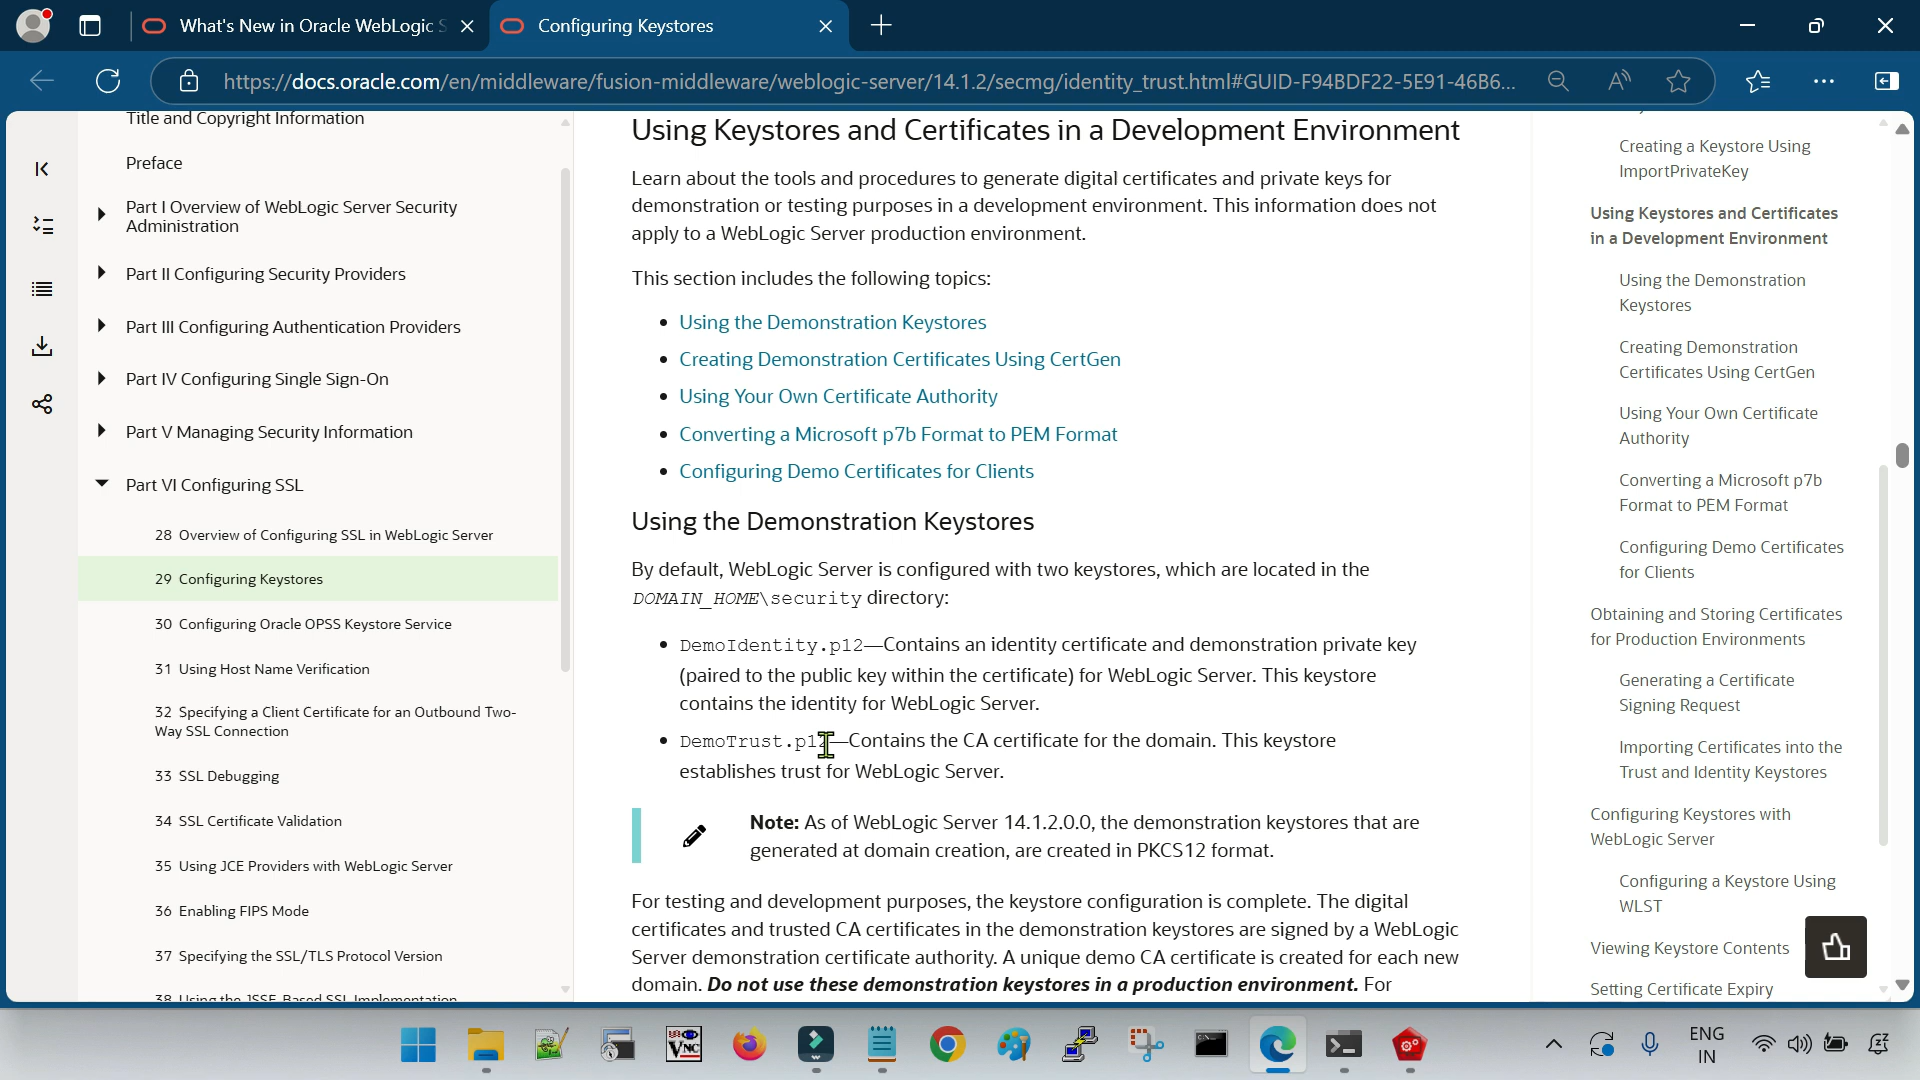 What's New in Oracle WebLogic S
Configuring Keystores
https://docs.oracle.com/en/middleware/fusion-middleware/weblogic-server/14.1.2/secmg/identity_trust.html#GUID-F94BDF22-5E91-46B6...
Title and Copyright Information
Preface
Part I Overview of WebLogic Server Security
Administration
Part II Configuring Security Providers
Part III Configuring Authentication Providers
Part IV Configuring Single Sign-On
Part V Managing Security Information
Part VI Configuring SSL
28 Overview of Configuring SSL in WebLogic Server
29 Configuring Keystores
30 Configuring Oracle OPSS Keystore Service
31 Using Host Name Verification
32 Specifying a Client Certificate for an Outbound Two-
Way SSL Connection
33 SSL Debugging
34 SSL Certificate Validation
35 Using JCE Providers with WebLogic Server
36 Enabling FIPS Mode
37 Specifying the SSL/TLS Protocol Version
38 Using the JSSE-Based SSL Implementation
Using Keystores and Certificates in a Development Environment
Learn about the tools and procedures to generate digital certificates and private keys for
demonstration or testing purposes in a development environment. This information does not
apply to a WebLogic Server production environment.
This section includes the following topics:
• Using the Demonstration Keystores
• Creating Demonstration Certificates Using CertGen
• Using Your Own Certificate Authority
• Converting a Microsoft p7b Format to PEM Format
• Configuring Demo Certificates for Clients
Using the Demonstration Keystores
By default, WebLogic Server is configured with two keystores, which are located in the
DOMAIN_HOME\security directory:
• DemoIdentity.p12—Contains an identity certificate and demonstration private key
(paired to the public key within the certificate) for WebLogic Server. This keystore
contains the identity for WebLogic Server.
• DemoTrust.p12—Contains the CA certificate for the domain. This keystore
establishes trust for WebLogic Server.
Note: As of WebLogic Server 14.1.2.0.0, the demonstration keystores that are
generated at domain creation, are created in PKCS12 format.
For testing and development purposes, the keystore configuration is complete. The digital
certificates and trusted CA certificates in the demonstration keystores are signed by a WebLogic
Server demonstration certificate authority. A unique demo CA certificate is created for each new
domain. Do not use these demonstration keystores in a production environment. For
Creating a Keystore Using
ImportPrivateKey
Using Keystores and Certificates
in a Development Environment
Using the Demonstration
Keystores
Creating Demonstration
Certificates Using CertGen
Using Your Own Certificate
Authority
Converting a Microsoft p7b
Format to PEM Format
Configuring Demo Certificates
for Clients
Obtaining and Storing Certificates
for Production Environments
Generating a Certificate
Signing Request
Importing Certificates into the
Trust and Identity Keystores
Configuring Keystores with
WebLogic Server
Configuring a Keystore Using
WLST
Viewing Keystore Contents
Setting Certificate Expiry
ENG
IN